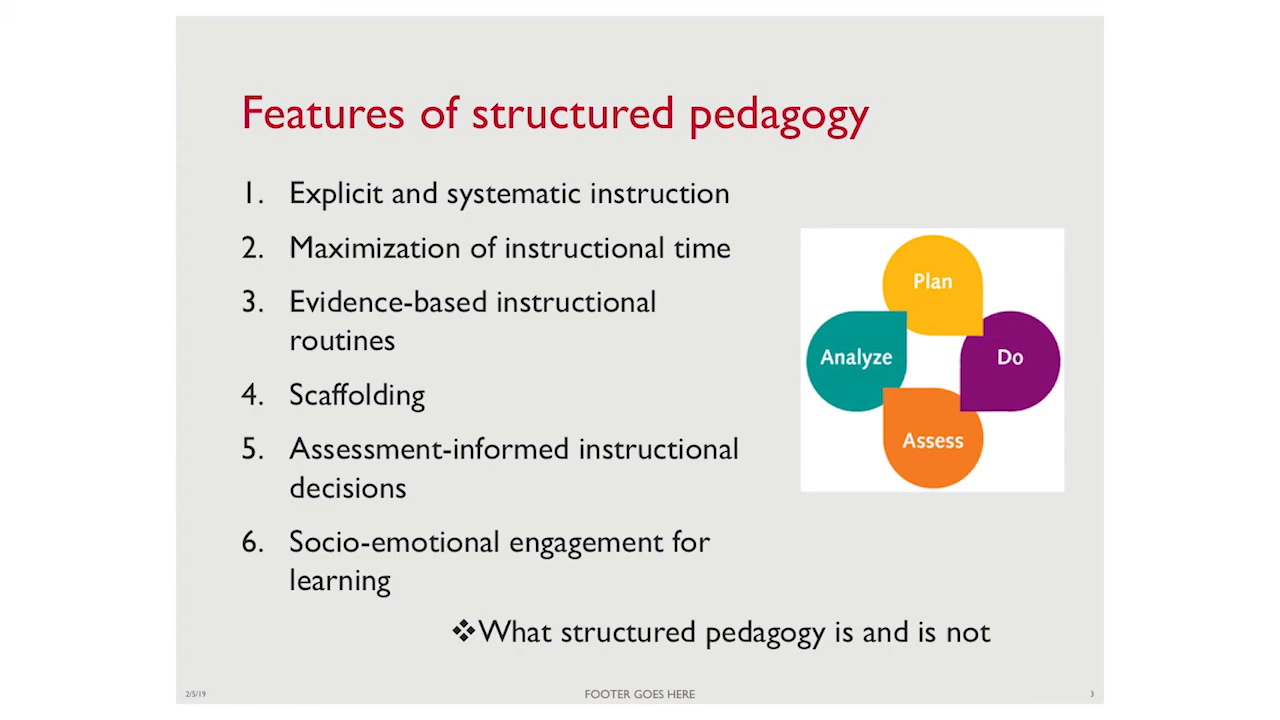 Features of structured pedagogy
1. Explicit and systematic instruction
2. Maximization of instructional time
3. Evidence-based instructional
routines
4. Scaffolding
5. Assessment-informed instructional
decisions
6. Socio-emotional engagement for
learning
Plan
Analyze
Do
Assess
❖What structured pedagogy is and is not
2/5/19
FOOTER GOES HERE
3